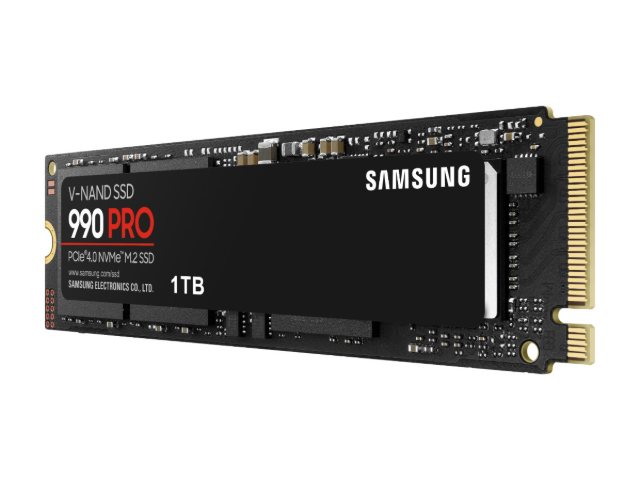 V-NAND SSD
990 PRO
PCIe® 4.0 NVMe™ M.2 SSD
www.samsung.com/ssd
SAMSUNG ELECTRONICS CO., LTD.
1TB
SAMSUNG